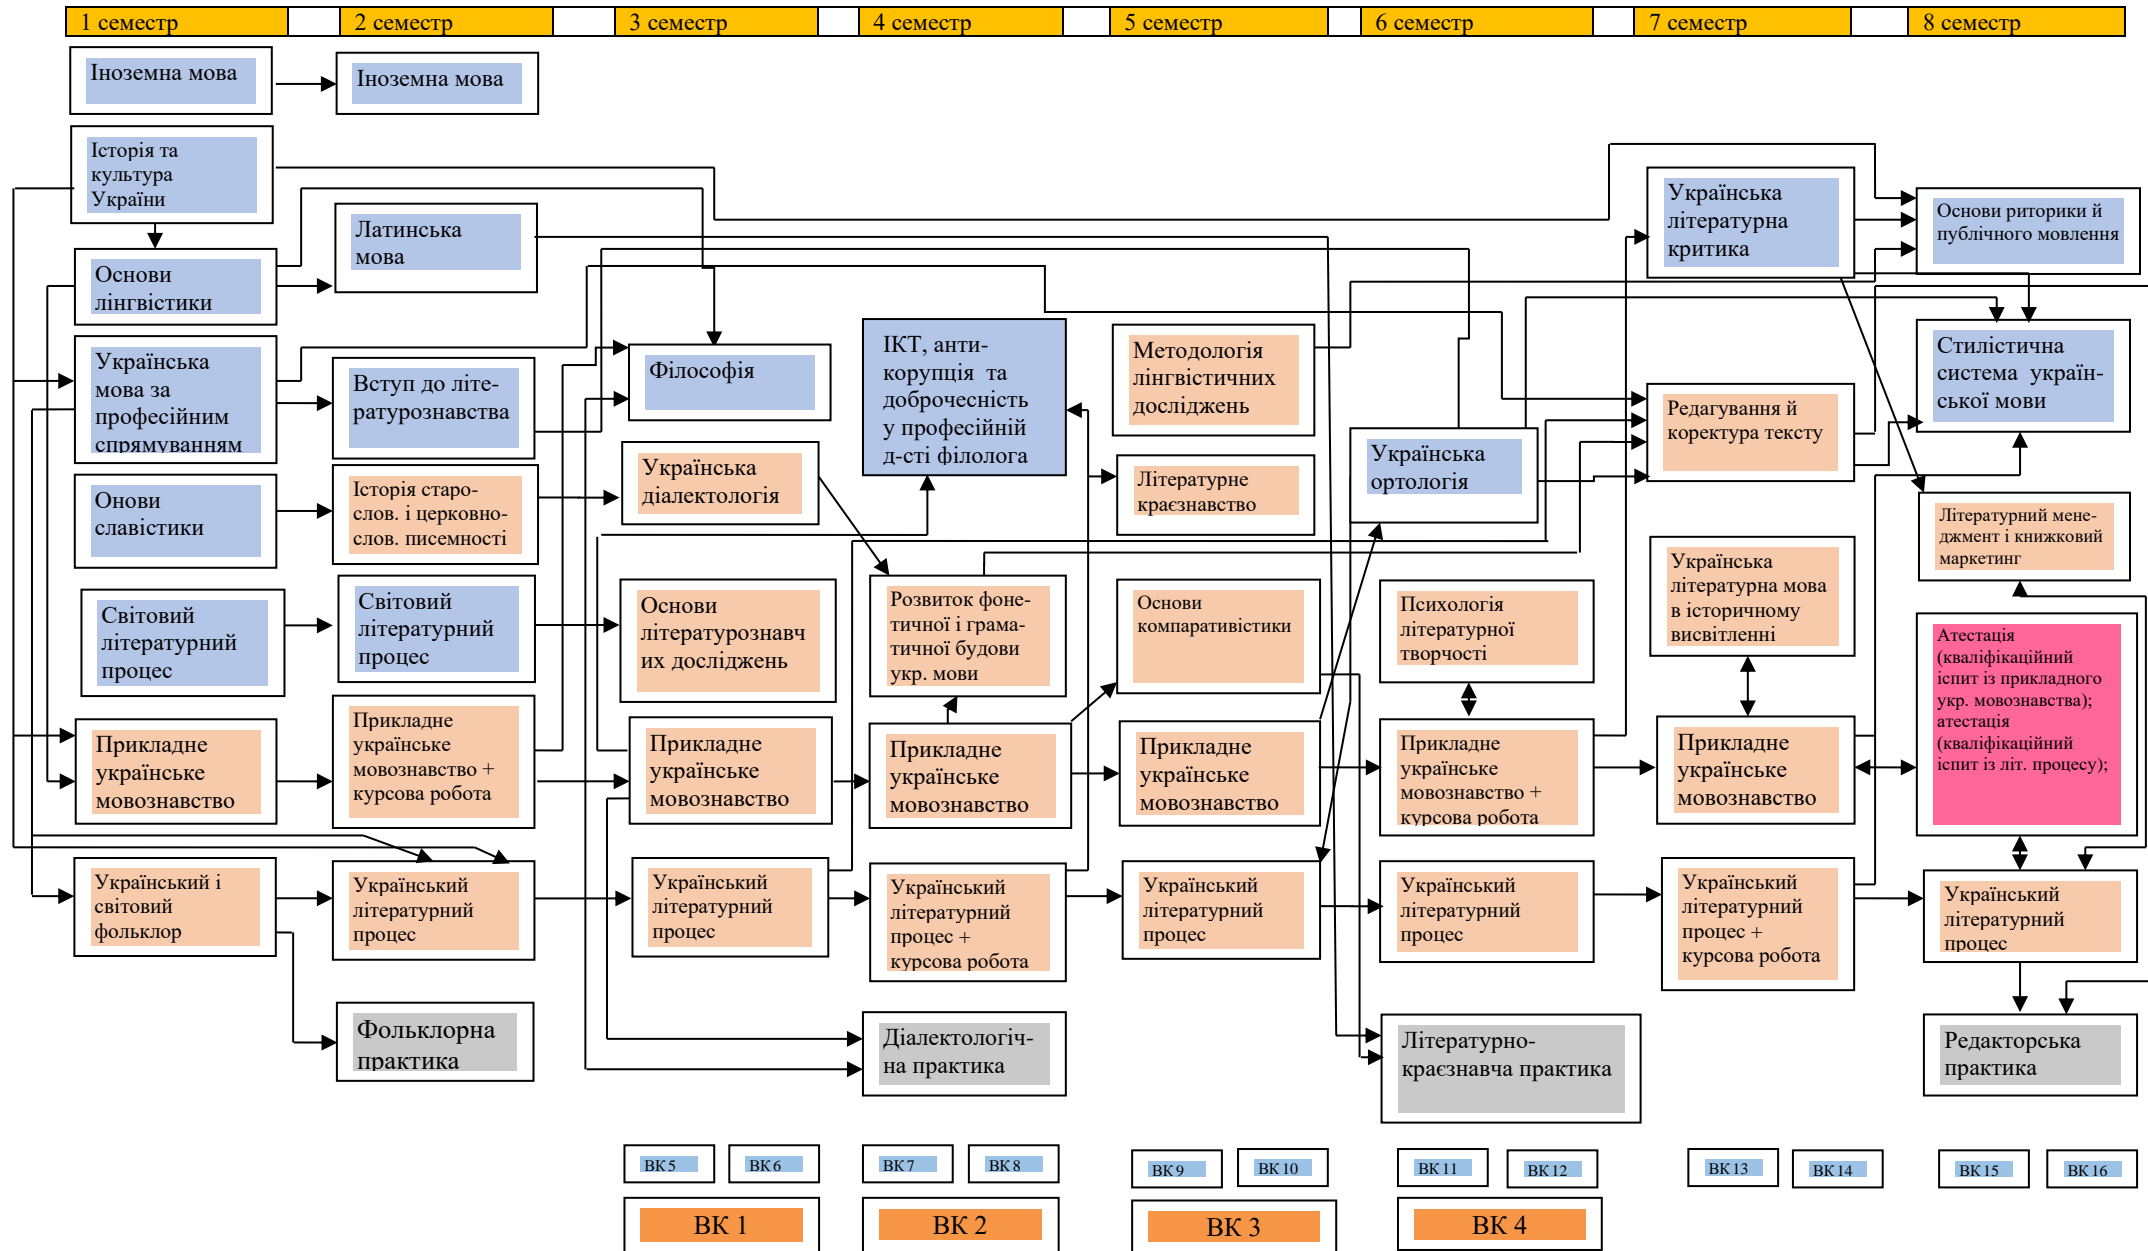 1 семестр
2 семестр
3 семестр
4 семестр
5 семестр
6 семестр
7 семестр
8 семестр
Іноземна мова
Іноземна мова
Історія та
культура
України
Основи
лінгвістики
Українська
мова за
професійним
спрямуванням
Онови
славістики
Світовий
літературний
процес
Прикладне
українське
мовознавство
Український і
світовий
фольклор
Латинська
мова
Вступ до літе-
ратурознавства
Історія старо-
слов. і церковно-
слов. писемності
Світовий
літературний
процес
Прикладне
українське
мовознавство +
курсова робота
Український
літературний
процес
Фольклорна
практика
Філософія
Українська
діалектологія
Основи
літературознавч
их досліджень
Прикладне
українське
мовознавство
Український
літературний
процес
ІКТ, анти-
корупція та
доброчесність
у професійній
д-сті філолога
Розвиток фоне-
тичної і грама-
тичної будови
укр. мови
Прикладне
українське
мовознавство
Український
літературний
процес +
курсова робота
Діалектологіч-
на практика
Методологія
лінгвістичних
досліджень
Літературне
краєзнавство
Основи
компаративістики
Прикладне
українське
мовознавство
Український
літературний
процес
Українська
ортологія
Психологія
літературної
творчості
Прикладне
українське
мовознавство +
курсова робота
Український
літературний
процес
Літературно-
краєзнавча практика
Українська
літературна
критика
Редагування й
коректура тексту
Українська
літературна мова
в історичному
висвітленні
Прикладне
українське
мовознавство
Український
літературний
процес +
курсова робота
Основи риторики й
публічного мовлення
Стилістична
система україн-
ської мови
Літературний мене-
джмент і книжковий
маркетинг
Атестація
(кваліфікаційний
іспит із прикладного
укр. мовознавства);
атестація
(кваліфікаційний
іспит із літ. процесу);
Український
літературний
процес
Редакторська
практика
ВК 5
ВК 6
ВК 7
ВК 8
ВК 9
ВК 10
ВК 11
ВК 12
ВК 13
ВК 14
ВК 15
ВК 16
ВК 1
ВК 2
ВК 3
ВК 4